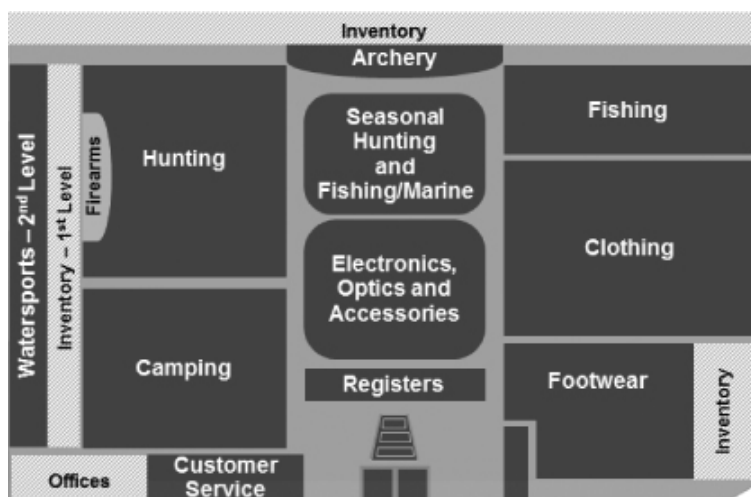 Inventory
Archery
Watersports – 2nd Level
Inventory – 1st Level
Firearms
Hunting
Seasonal
Hunting
and
Fishing/Marine
Fishing
Clothing
Electronics,
Optics and
Accessories
Camping
Registers
Footwear
Inventory
Offices
Customer
Service